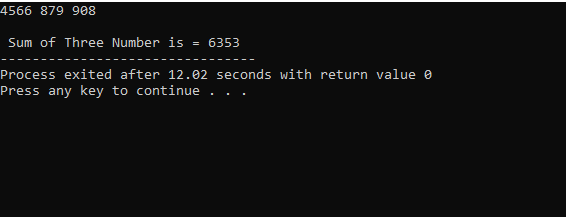 4566 879 908
Sum of Three Number is = 6353
--------------------------------
Process exited after 12.02 seconds with return value 0
Press any key to continue . . .